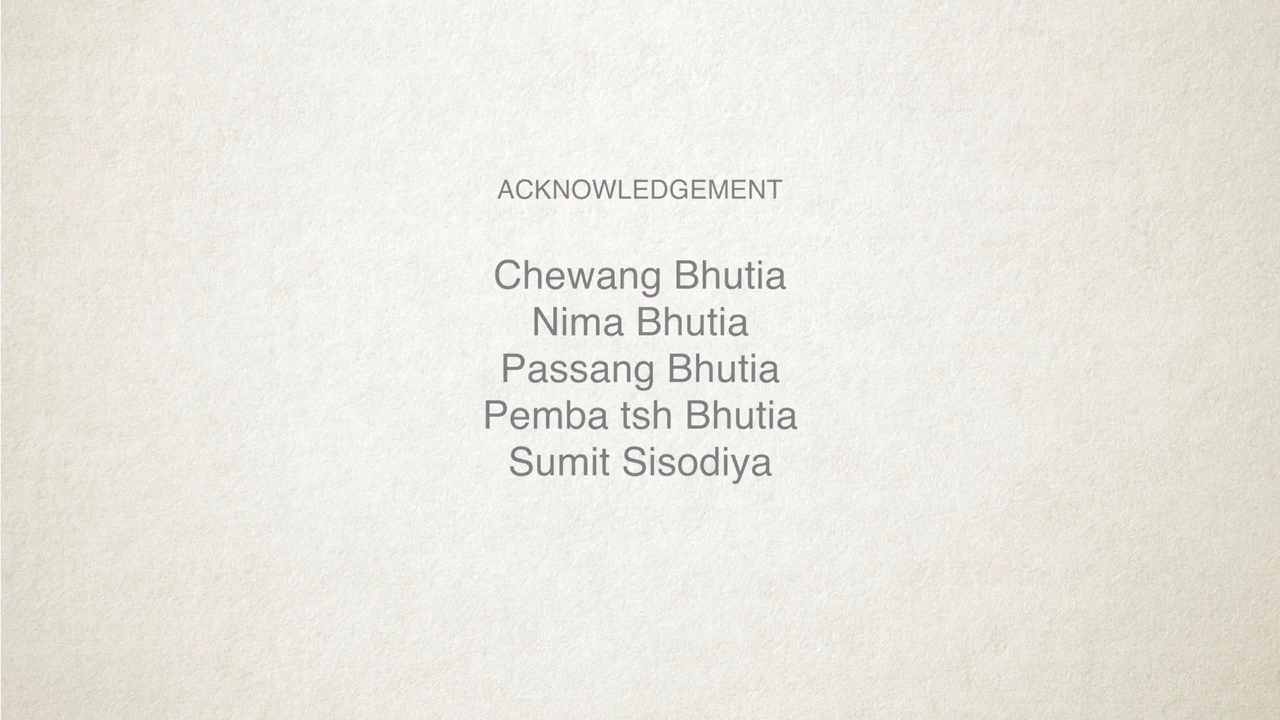 ACKNOWLEDGEMENT
Chewang Bhutia
Nima Bhutia
Passang Bhutia
Pemba tsh Bhutia
Sumit Sisodiya